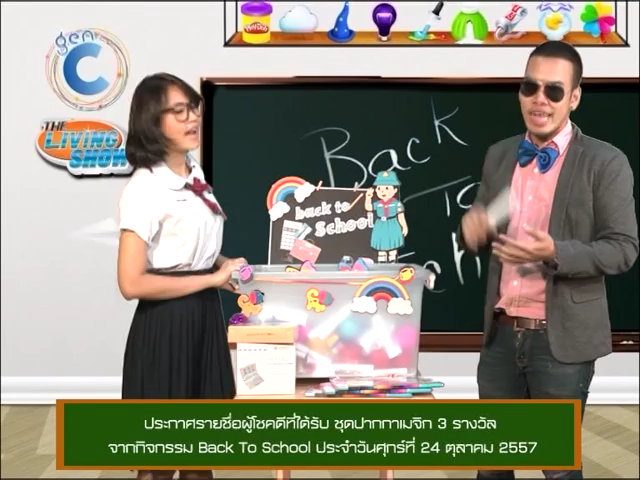 gen
C
Play-Doh
THE
LIVING
SHOW
Back
To
back to
School
ประกาศรายชื่อผู้โชคดีที่ได้รับ ชุดปากกาเมจิก 3 รางวัล
จากกิจกรรม Back To School ประจำวันศุกร์ที่ 24 ตุลาคม 2557